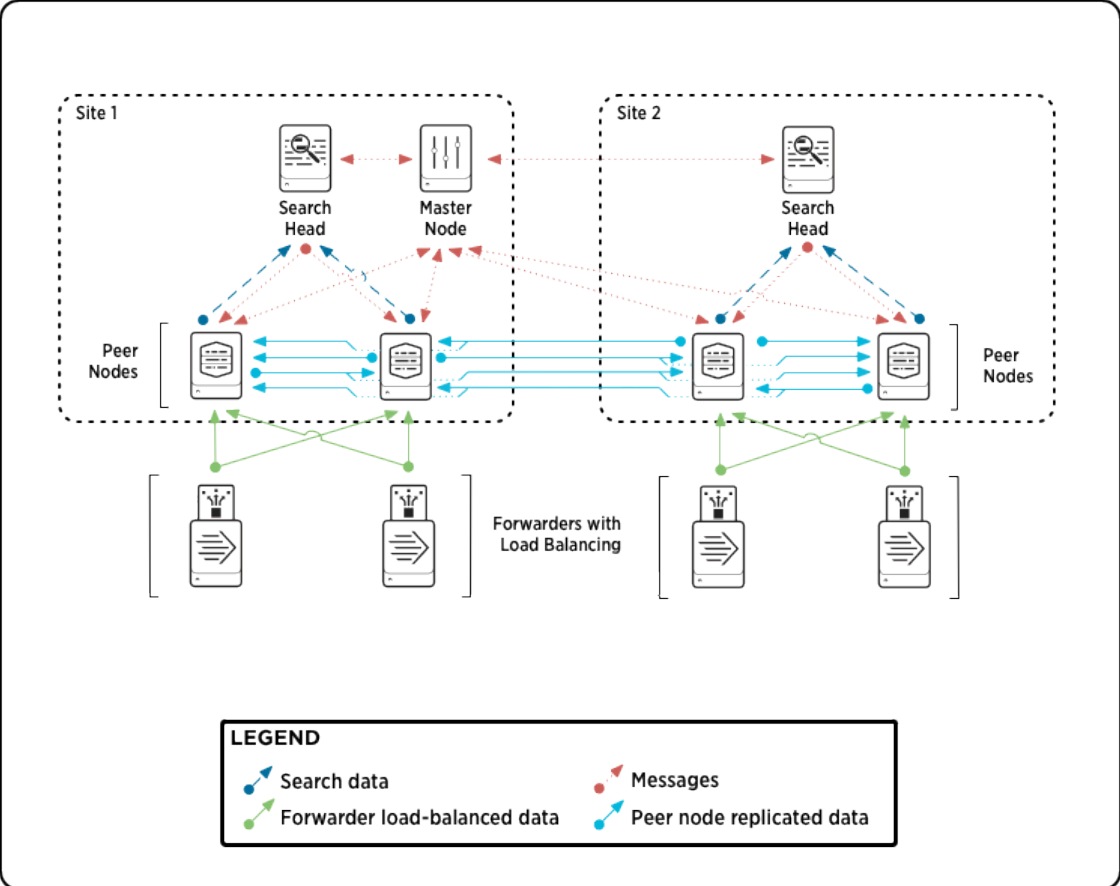 Site 1
Site 2
Search
Head
Master
Node
Search
Head
Peer
Nodes
Peer
Nodes
Forwarders with
Load Balancing
LEGEND
Search data
Messages
Forwarder load-balanced data
Peer node replicated data